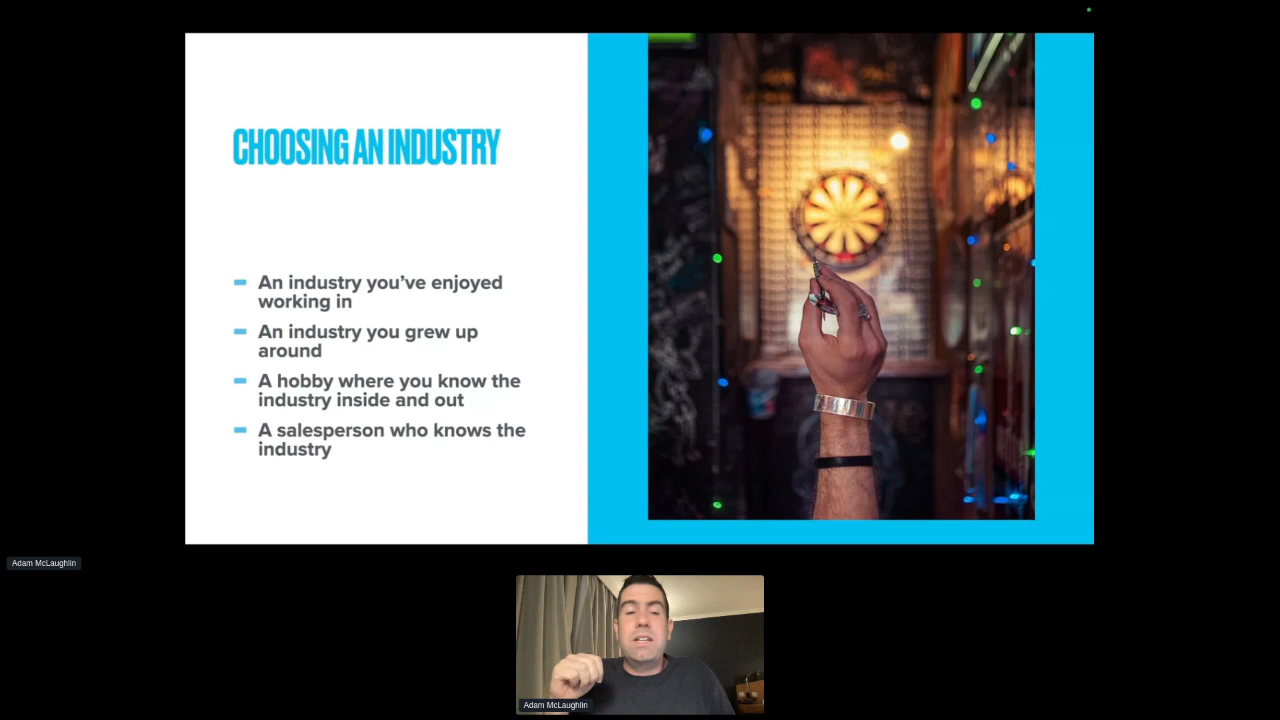 CHOOSING AN INDUSTRY
An industry you’ve enjoyed
working in
An industry you grew up
around
A hobby where you know the
industry inside and out
A salesperson who knows the
industry
Adam McLaughlin
Adam McLaughlin